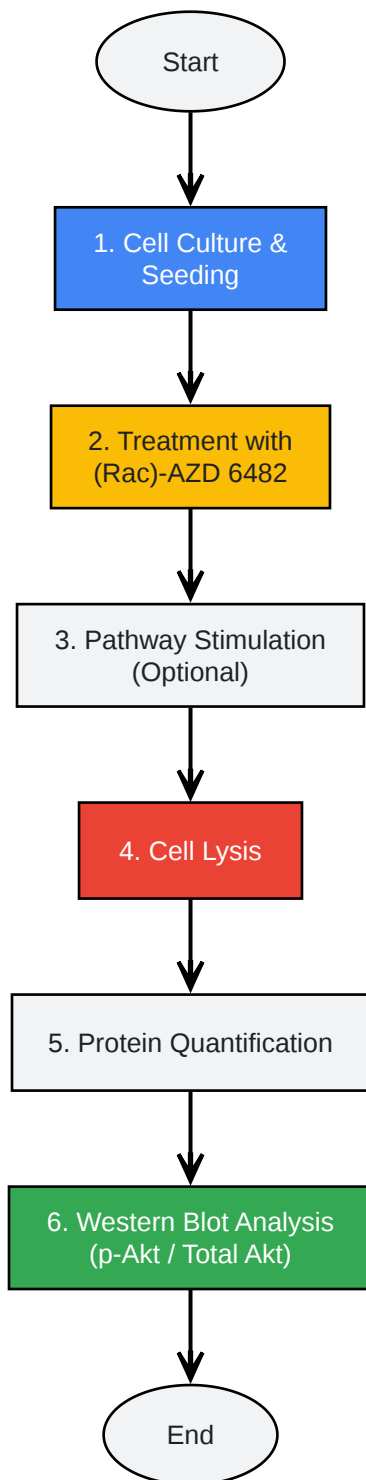 Start
1. Cell Culture &
Seeding
2. Treatment with
(Rac)-AZD 6482
3. Pathway Stimulation
(Optional)
4. Cell Lysis
5. Protein Quantification
6. Western Blot Analysis
(p-Akt / Total Akt)
End